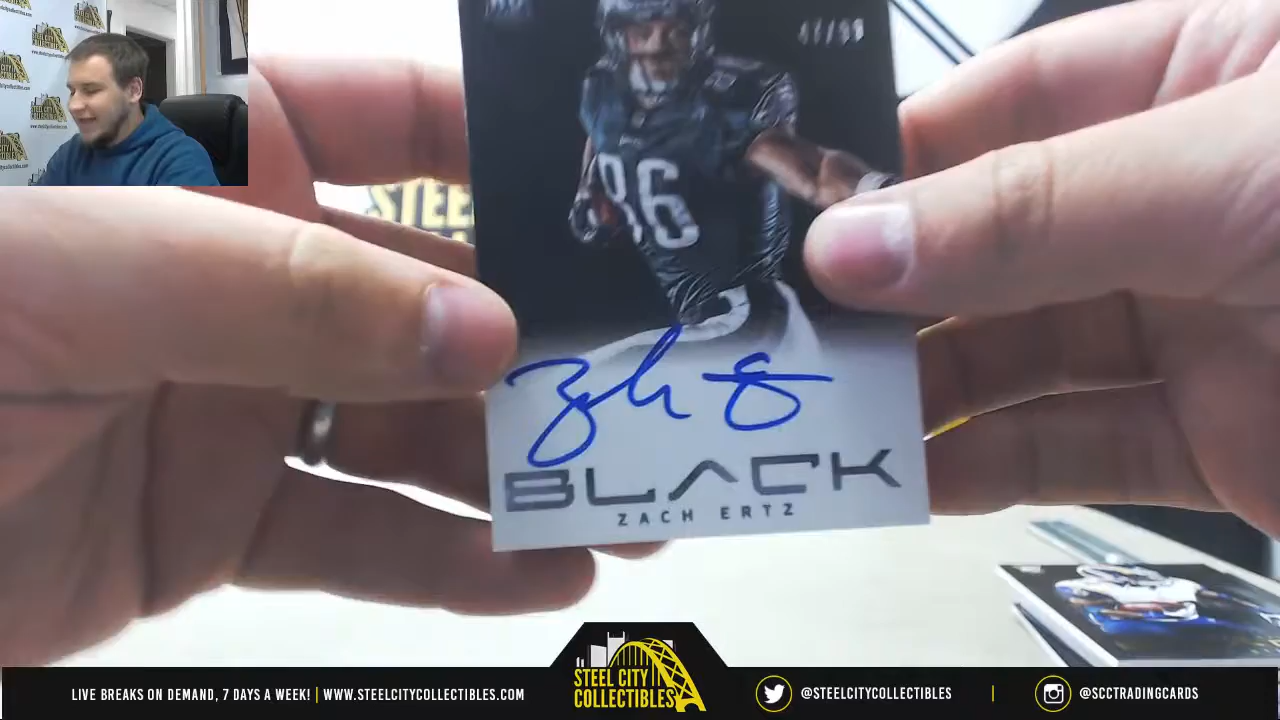 86
BLACK
ZACH ERTZ
STEE
STEEL CITY
COLLECTIBLES
LIVE BREAKS ON DEMAND, 7 DAYS A WEEK! | WWW.STEELCITYCOLLECTIBLES.COM
@STEELCITYCOLLECTIBLES
@SCCTRADINGCARDS